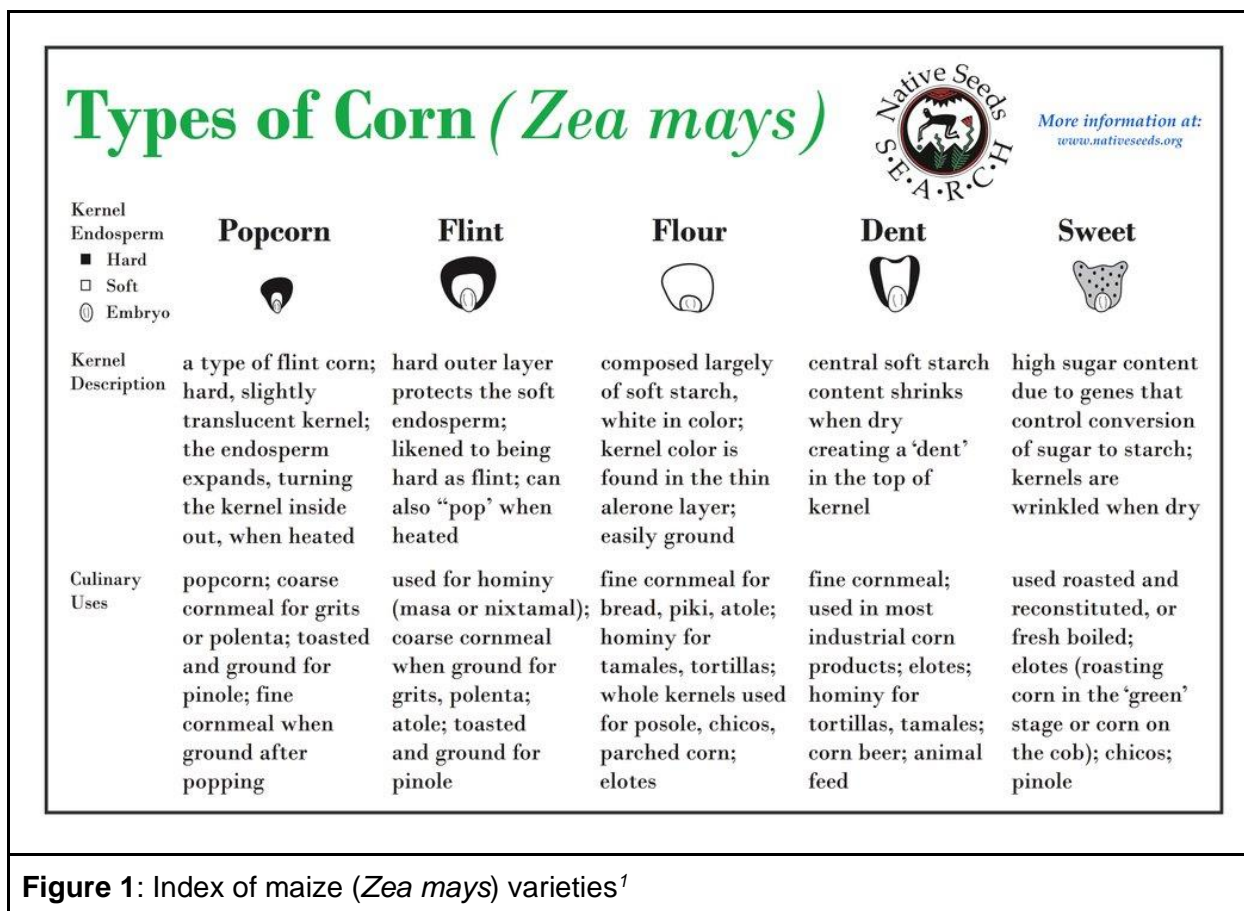 Types of Corn (Zea mays)
Native Seeds
S·E·A·R·C·H
More information at:
www.nativeseeds.org
Kernel
Endosperm
Hard
Soft
Embryo
Popcorn
Flint
Flour
Dent
Sweet
Kernel
Description
a type of flint corn;
hard, slightly
translucent kernel;
the endosperm
expands, turning
the kernel inside
out, when heated
hard outer layer
protects the soft
endosperm;
likened to being
hard as flint; can
also “pop’ when
heated
composed largely
of soft starch,
white in color;
kernel color is
found in the thin
alerone layer;
easily ground
central soft starch
content shrinks
when dry
creating a ‘dent’
in the top of
kernel
high sugar content
due to genes that
control conversion
of sugar to starch;
kernels are
wrinkled when dry
Culinary
Uses
popcorn; coarse
cornmeal for grits
or polenta; toasted
and ground for
pinole; fine
cornmeal when
ground after
popping
used for hominy
(masa or nixtamal);
coarse cornmeal
when ground for
grits, polenta;
atole; toasted
and ground for
pinole
fine cornmeal for
bread, piki, atole;
hominy for
tamales, tortillas;
whole kernels used
for posole, chicos,
parched corn;
elotes
fine cornmeal;
used in most
industrial corn
products; elotes;
hominy for
tortillas, tamales;
corn beer; animal
feed
used roasted and
reconstituted, or
fresh boiled;
elotes (roasting
corn in the ‘green’
stage or corn on
the cob); chicos;
pinole
Figure 1: Index of maize (Zea mays) varieties1